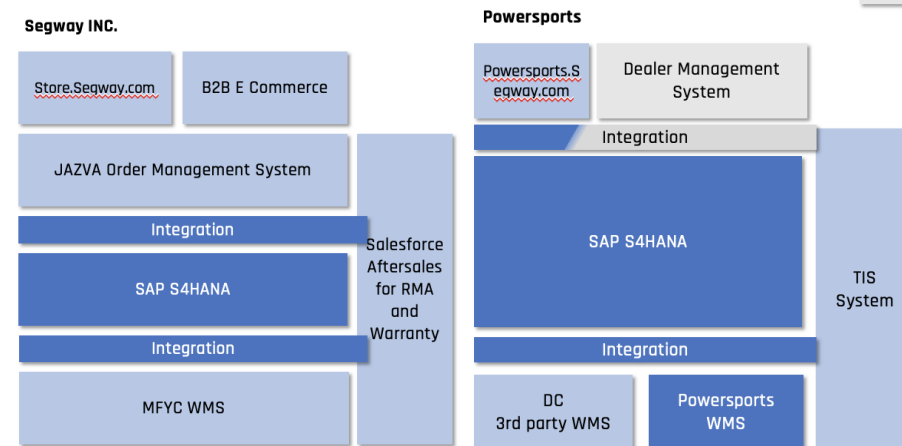 Segway INC.
Store.Segway.com
B2B E Commerce
JAZVA Order Management System
Integration
SAP S4HANA
Integration
MFYC WMS
Salesforce
Aftersales
for RMA
and
Warranty
Powersports
Powersports.S
egway.com
Dealer Management
System
Integration
SAP S4HANA
Integration
DC
3rd party WMS
Powersports
WMS
TIS
System